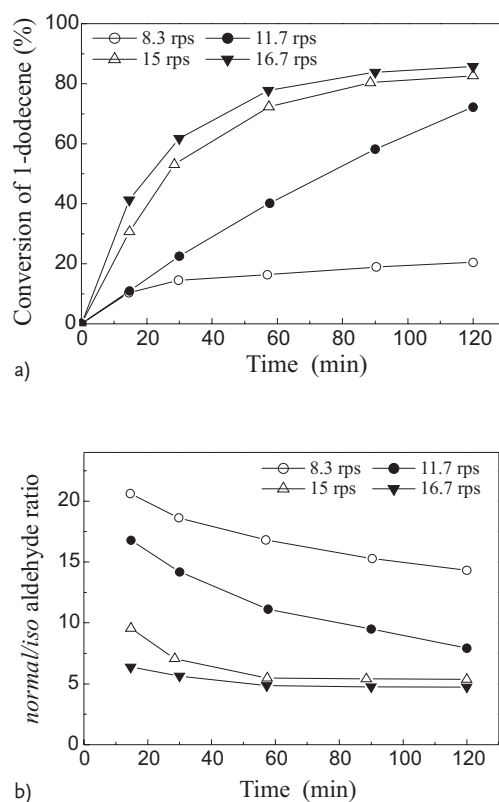 Conversion of 1-dodecene (%)
100
80
60
40
20
0
8.3 rps
11.7 rps
15 rps
16.7 rps
20 40 60 80 100 120
Time (min)
a)
normal/iso aldehyde ratio
20
15
10
5
0
8.3 rps
11.7 rps
15 rps
16.7 rps
20 40 60 80 100 120
Time (min)
b)